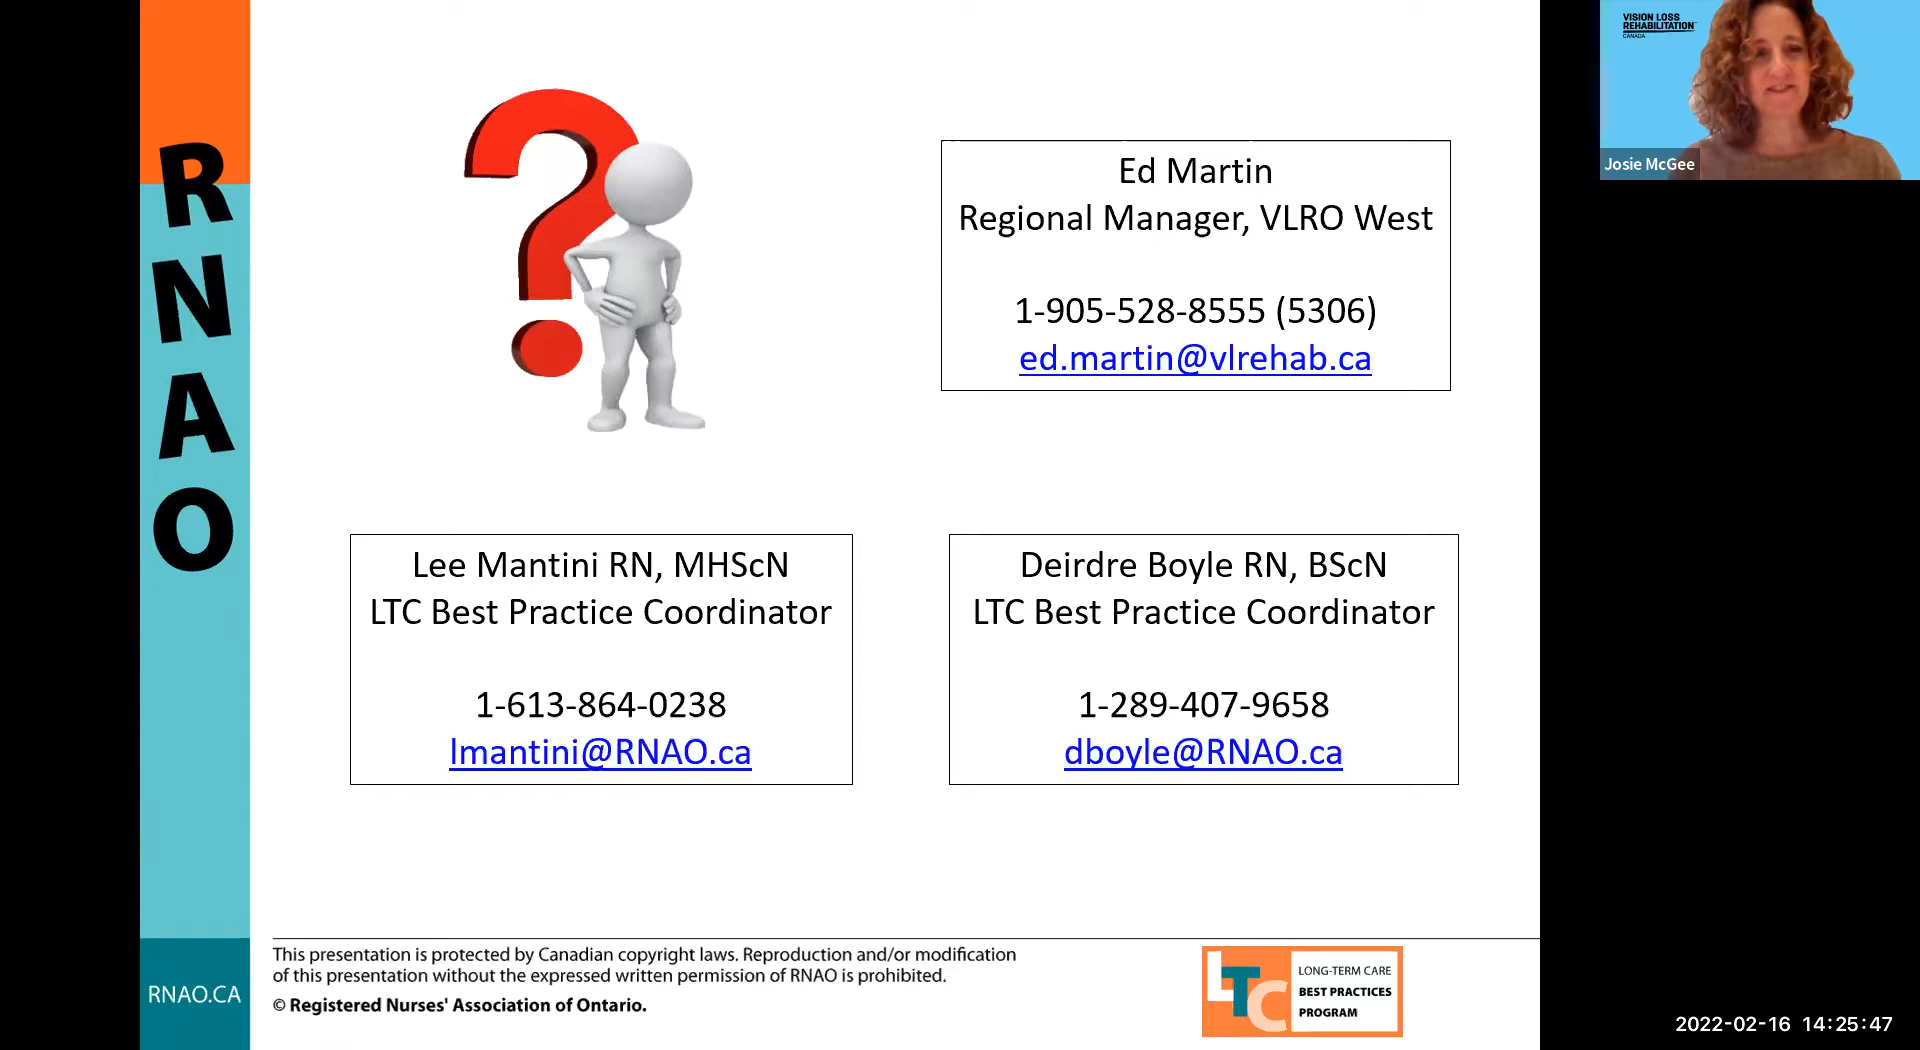 RNAO
Ed Martin
Regional Manager, VLRO West
1-905-528-8555 (5306)
ed.martin@vlrehab.ca
Lee Mantini RN, MHScN
LTC Best Practice Coordinator
1-613-864-0238
lmantini@RNAO.ca
Deirdre Boyle RN, BScN
LTC Best Practice Coordinator
1-289-407-9658
dboyle@RNAO.ca
RNAO.CA
This presentation is protected by Canadian copyright laws. Reproduction and/or modification
of this presentation without the expressed written permission of RNAO is prohibited.
© Registered Nurses' Association of Ontario.
LTC
LONG-TERM CARE
BEST PRACTICES
PROGRAM
VISION LOSS
REHABILITATION
CANADA
Josie McGee
2022-02-16 14:25:47